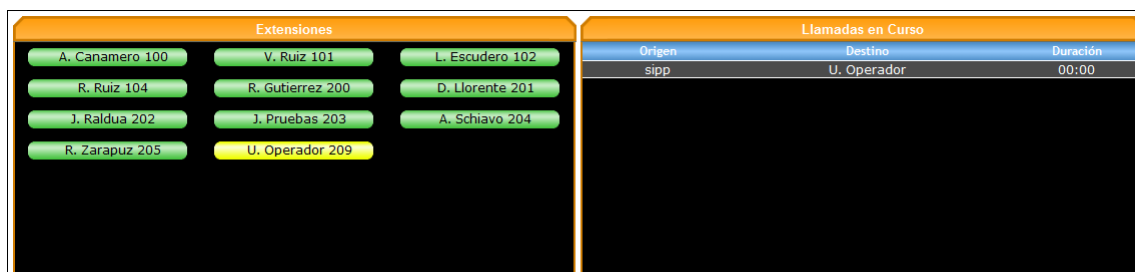 Extensiones
A. Canamero 100 V. Ruiz 101 L. Escudero 102
R. Ruiz 104 R. Gutierrez 200 D. Llorente 201
J. Raldua 202 J. Pruebas 203 A. Schiavo 204
R. Zarapuz 205 U. Operador 209
Llamadas en Curso
Origen Destino Duración
sipp U. Operador 00:00